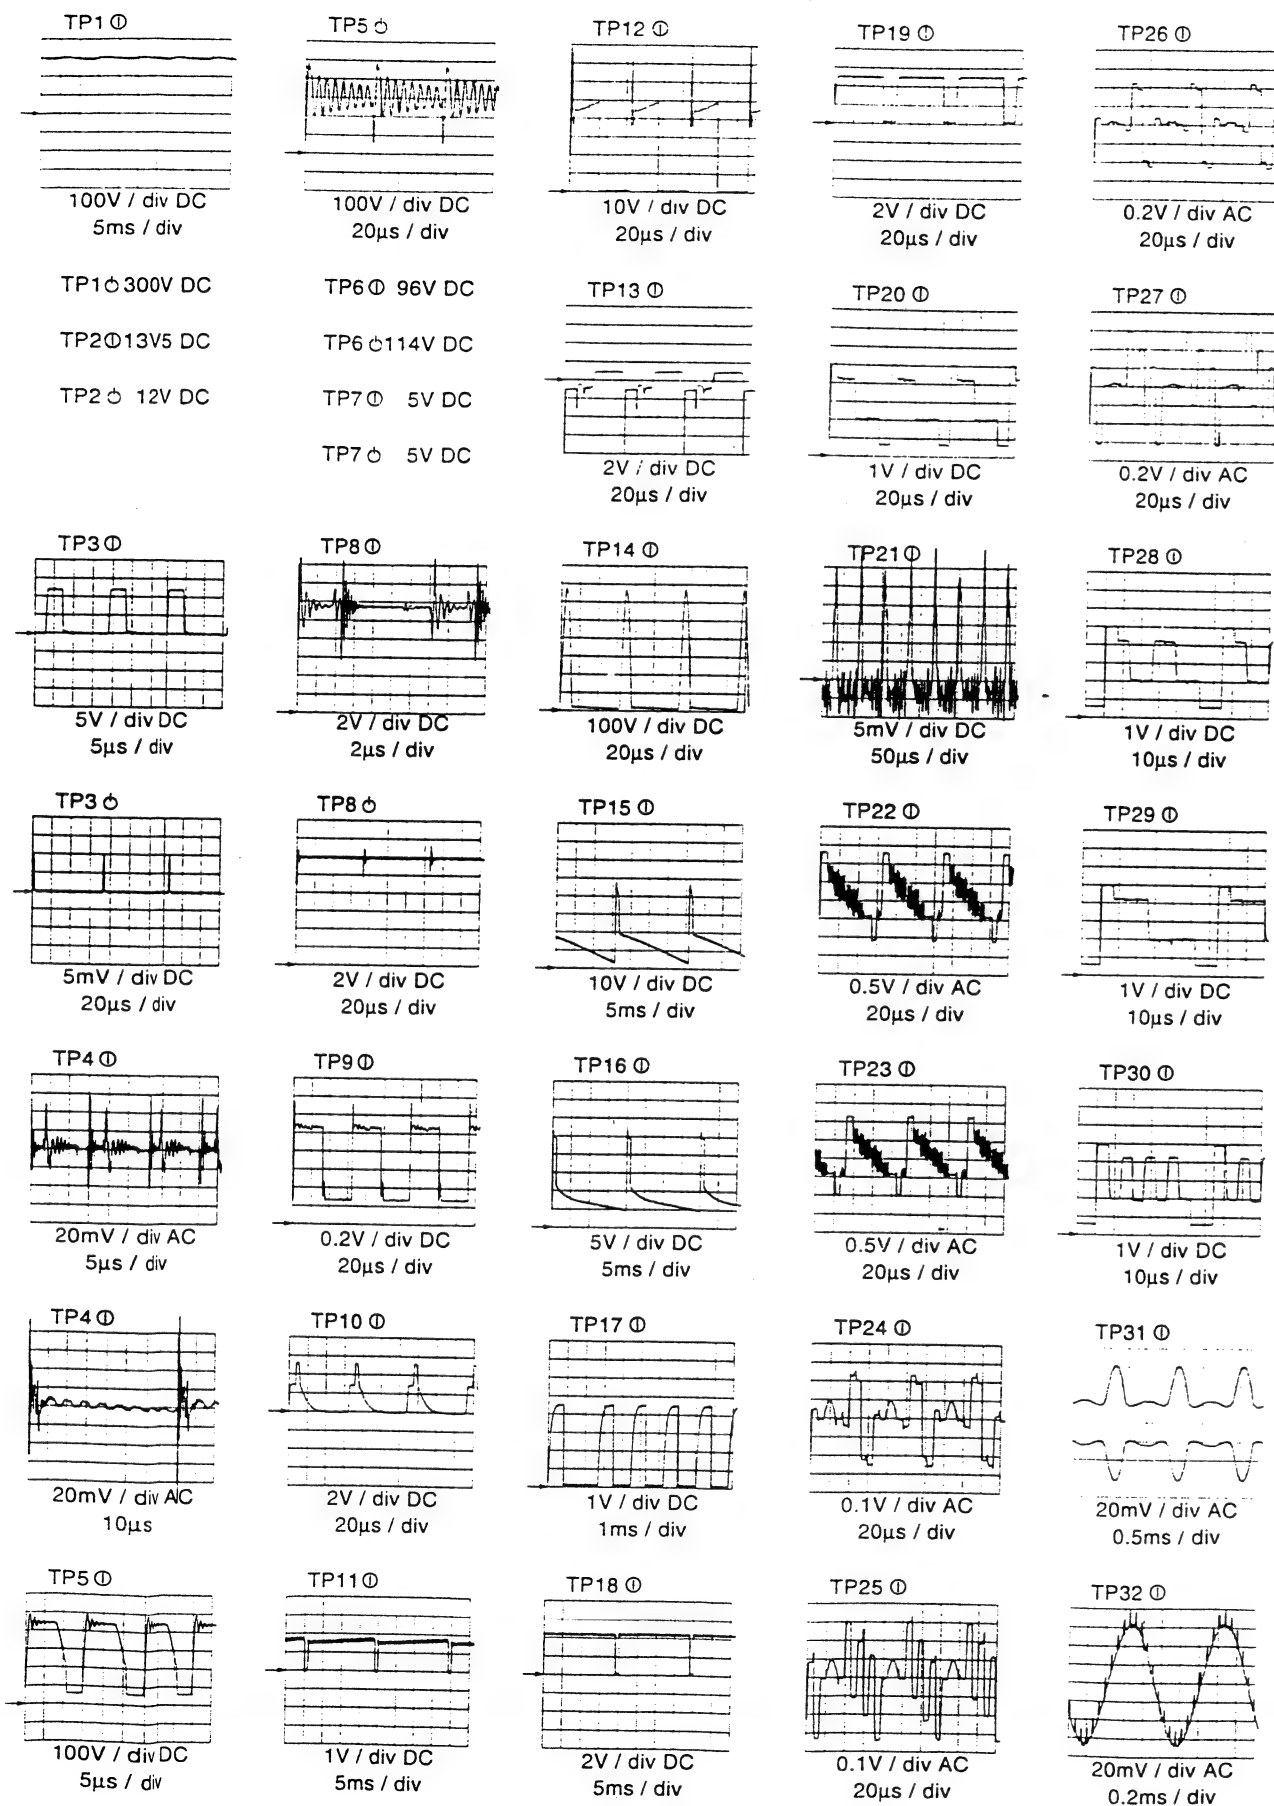 TP1 ⏼
100V / div DC
5ms / div
TP5 ⏻
100V / div DC
20µs / div
TP12 ⏼
10V / div DC
20µs / div
TP19 ⏼
2V / div DC
20µs / div
TP26 ⏼
0.2V / div AC
20µs / div
TP1 ⏻ 300V DC
TP2 ⏼ 13V5 DC
TP2 ⏻ 12V DC
TP6 ⏼ 96V DC
TP6 ⏻ 114V DC
TP7 ⏼ 5V DC
TP7 ⏻ 5V DC
TP13 ⏼
2V / div DC
20µs / div
TP20 ⏼
1V / div DC
20µs / div
TP27 ⏼
0.2V / div AC
20µs / div
TP3 ⏼
5V / div DC
5µs / div
TP8 ⏼
2V / div DC
2µs / div
TP14 ⏼
100V / div DC
20µs / div
TP21 ⏼
5mV / div DC
50µs / div
TP28 ⏼
1V / div DC
10µs / div
TP3 ⏻
5mV / div DC
20µs / div
TP8 ⏻
2V / div DC
20µs / div
TP15 ⏼
10V / div DC
5ms / div
TP22 ⏼
0.5V / div AC
20µs / div
TP29 ⏼
1V / div DC
10µs / div
TP4 ⏼
20mV / div AC
5µs / div
TP9 ⏼
0.2V / div DC
20µs / div
TP16 ⏼
5V / div DC
5ms / div
TP23 ⏼
0.5V / div AC
20µs / div
TP30 ⏼
1V / div DC
10µs / div
TP4 ⏼
20mV / div AC
10µs
TP10 ⏼
2V / div DC
20µs / div
TP17 ⏼
1V / div DC
1ms / div
TP24 ⏼
0.1V / div AC
20µs / div
TP31 ⏼
20mV / div AC
0.5ms / div
TP5 ⏼
100V / div DC
5µs / div
TP11 ⏼
1V / div DC
5ms / div
TP18 ⏼
2V / div DC
5ms / div
TP25 ⏼
0.1V / div AC
20µs / div
TP32 ⏼
20mV / div AC
0.2ms / div